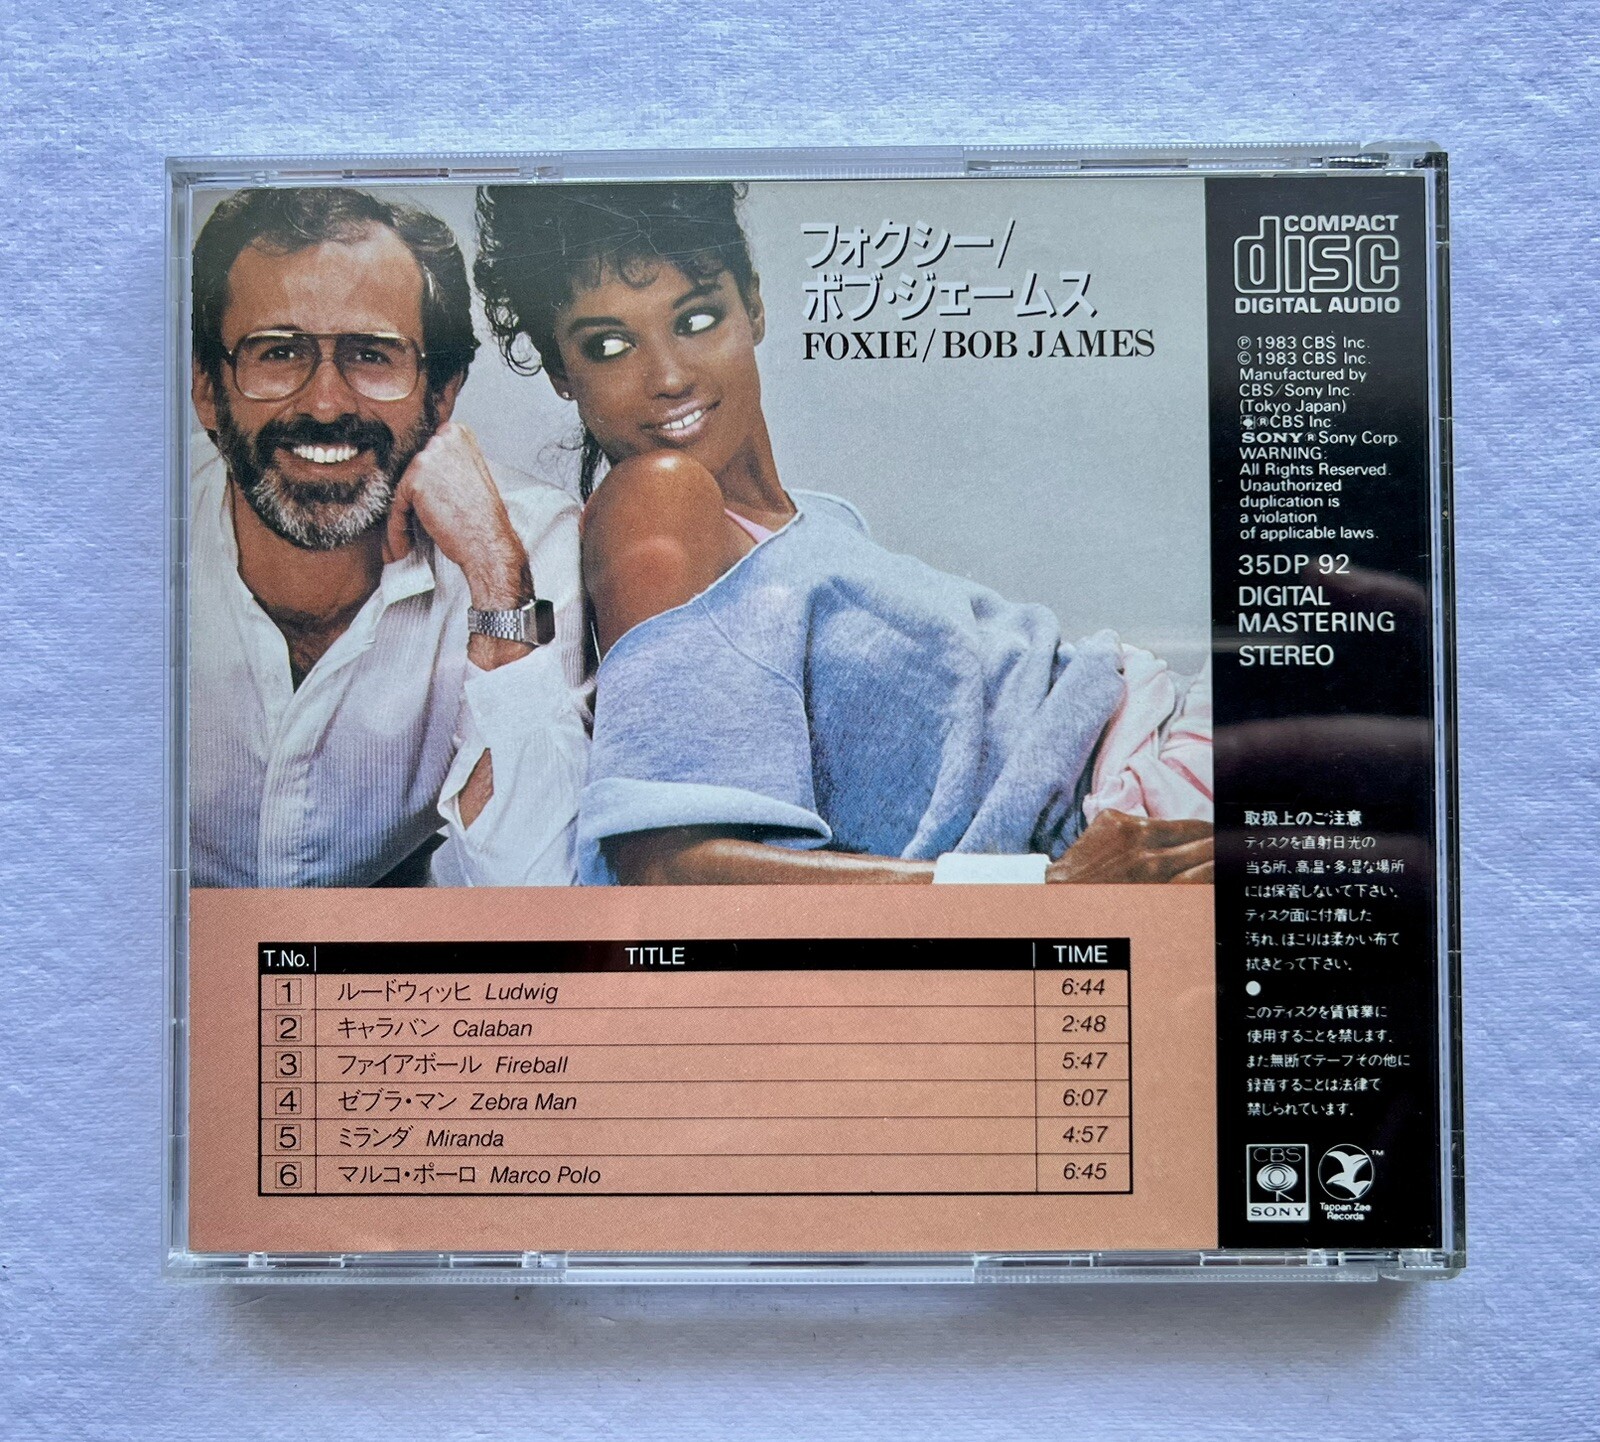 フォクシー/
ボブ・ジェームス
FOXIE/BOB JAMES
COMPACT
disc
DIGITAL AUDIO
℗ 1983 CBS Inc.
© 1983 CBS Inc.
Manufactured by
CBS/Sony Inc.
(Tokyo Japan)
®CBS Inc.
SONY®Sony Corp.
WARNING:
All Rights Reserved.
Unauthorized
duplication is
a violation
of applicable laws.
35DP 92
DIGITAL
MASTERING
STEREO
取扱上のご注意
ディスクを直射日光の
当る所、高温・多湿な場所
には保管しないて下さい。
ディスク面に付着した
汚れ、ほこりは柔かい布て
拭きとって下さい。
●
このディスクを賃貸業に
使用することを禁します。
また無断てテープその他に
録音することは法律て
禁じられています。
CBS
SONY
Tappan Zee
Records
™
T.No. TITLE TIME
1 ルードウィッヒ Ludwig 6:44
2 キャラバン Calaban 2:48
3 ファイアボール Fireball 5:47
4 ゼブラ・マン Zebra Man 6:07
5 ミランダ Miranda 4:57
6 マルコ・ポーロ Marco Polo 6:45